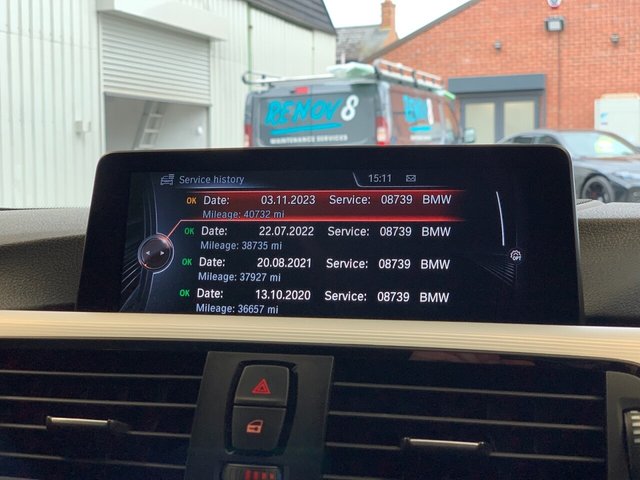 RENOV8
MAINTENANCE SERVICES
Service history 15:11
OK Date: 03.11.2023 Service: 08739 BMW
Mileage: 40732 mi
OK Date: 22.07.2022 Service: 08739 BMW
Mileage: 38735 mi
OK Date: 20.08.2021 Service: 08739 BMW
Mileage: 37927 mi
OK Date: 13.10.2020 Service: 08739 BMW
Mileage: 36657 mi
OPT